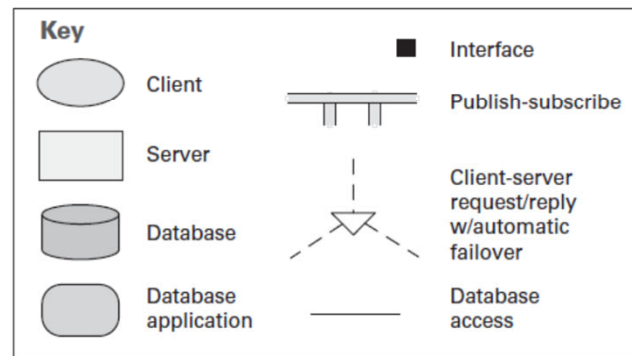 Key
Client
Server
Database
Database
application
Interface
Publish-subscribe
Client-server
request/reply
w/automatic
failover
Database
access